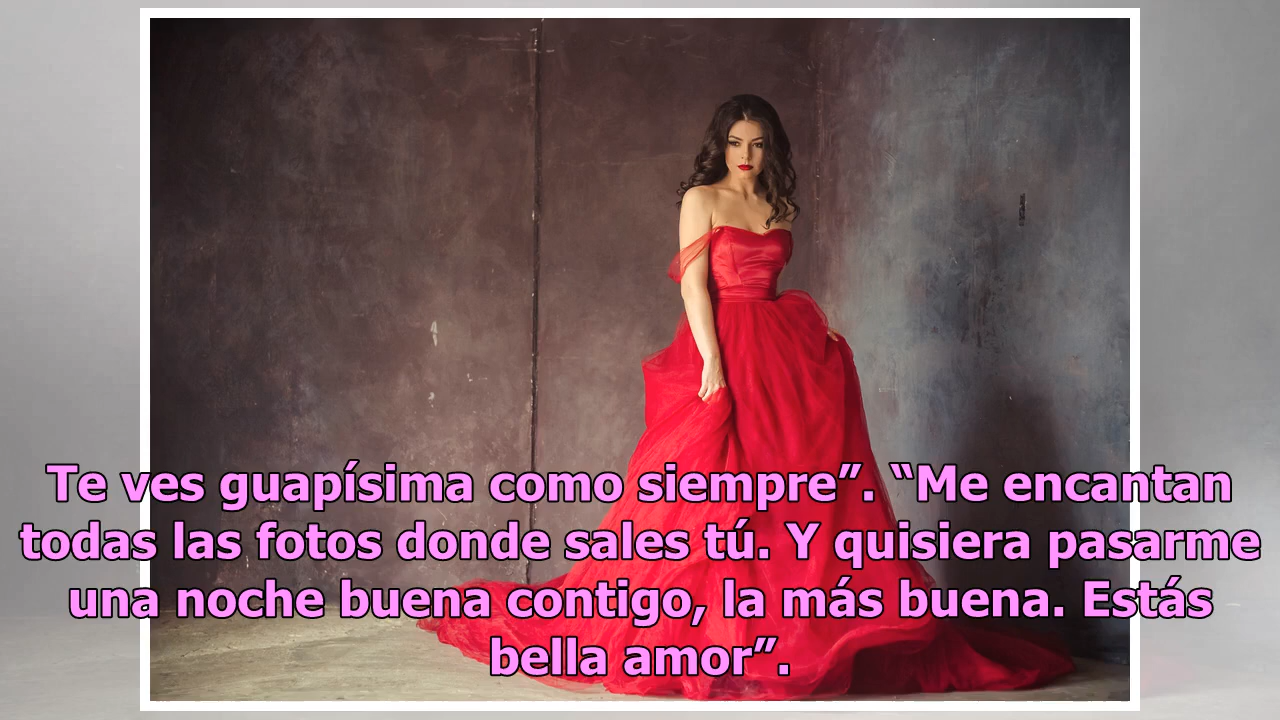 Te ves guapísima como siempre”. “Me encantan
todas las fotos donde sales tú. Y quisiera pasarme
una noche buena contigo, la más buena. Estás
bella amor”.